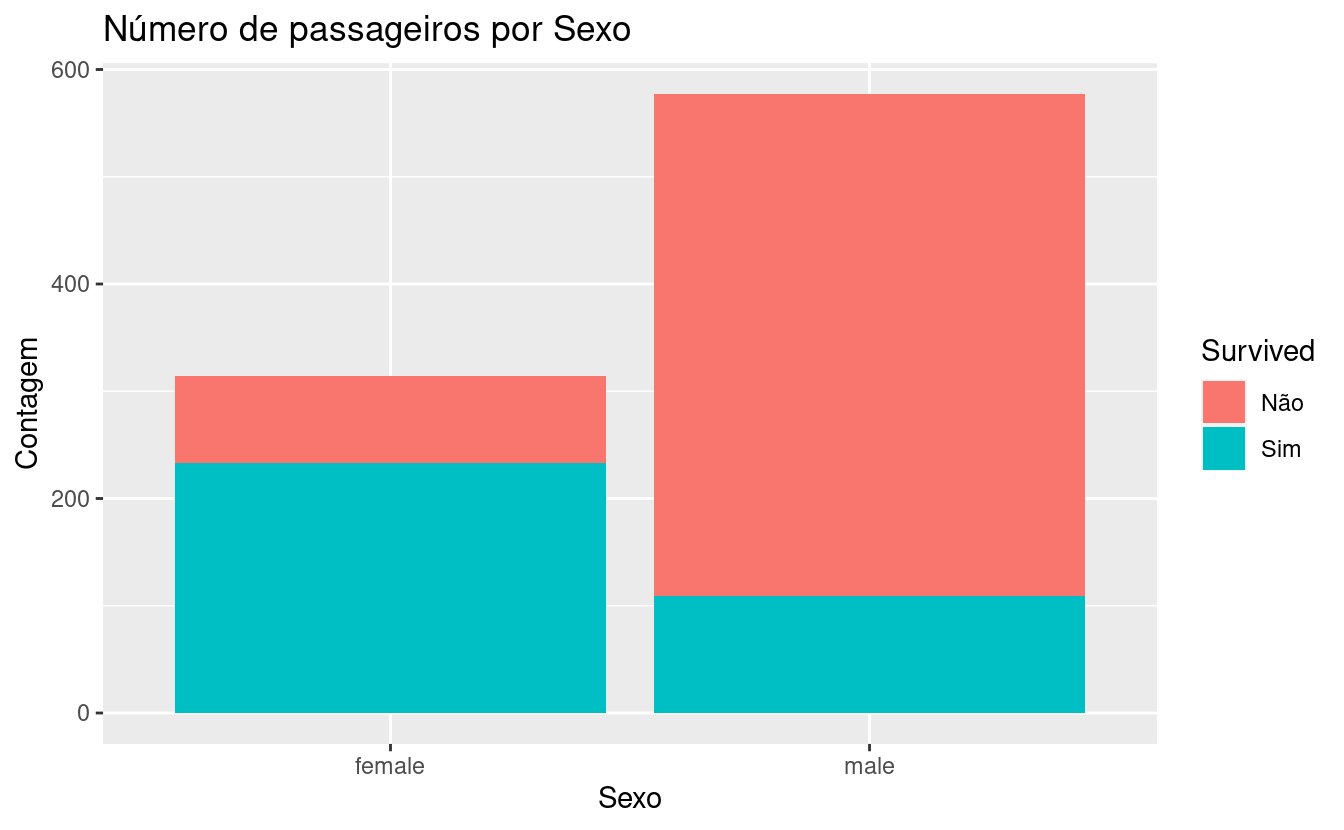 Número de passageiros por Sexo
600
400
200
0
Contagem
female
male
Sexo
Survived
Não
Sim